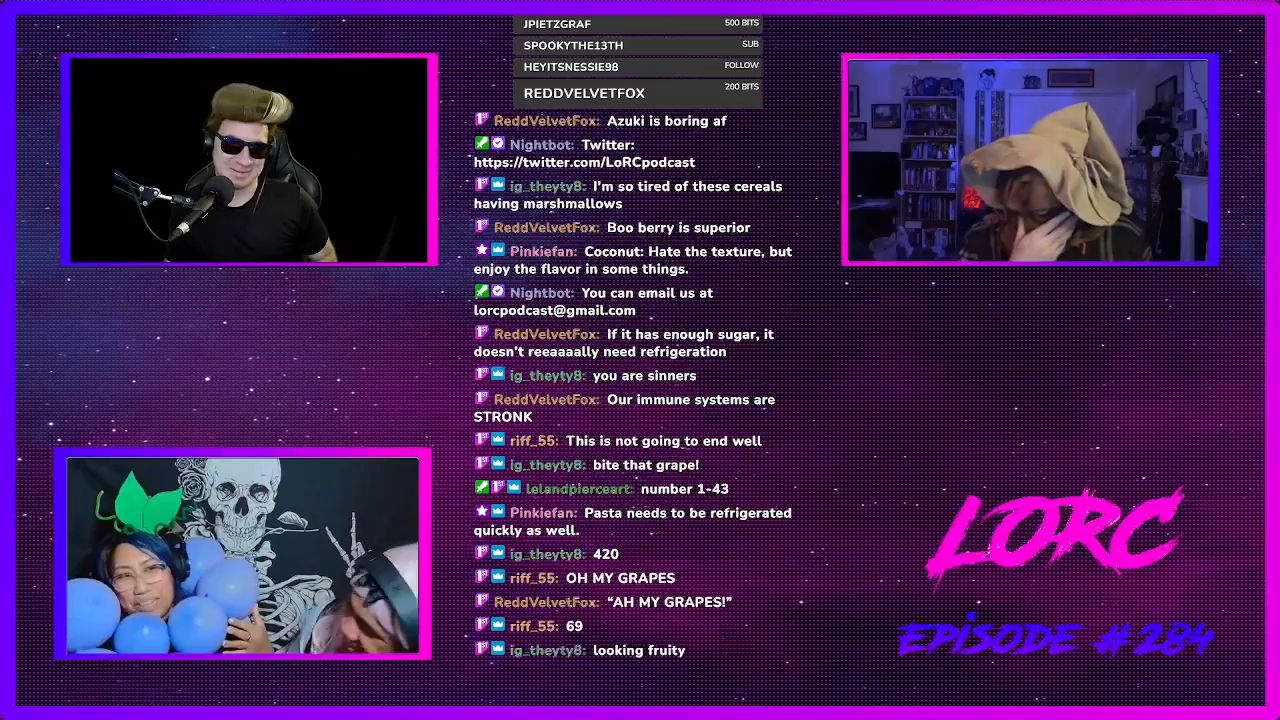 JPIETZGRAF 500 BITS
SPOOKYTHE13TH SUB
HEYITSNESSIE98 FOLLOW
REDDVELVETFOX 200 BITS
ReddVelvetFox: Azuki is boring af
Nightbot: Twitter:
https://twitter.com/LoRCpodcast
ig_theyty8: I'm so tired of these cereals
having marshmallows
ReddVelvetFox: Boo berry is superior
Pinkiefan: Coconut: Hate the texture, but
enjoy the flavor in some things.
Nightbot: You can email us at
lorcpodcast@gmail.com
ReddVelvetFox: If it has enough sugar, it
doesn't reeaaaally need refrigeration
ig_theyty8: you are sinners
ReddVelvetFox: Our immune systems are
STRONK
riff_55: This is not going to end well
ig_theyty8: bite that grape!
lelandpierceart: number 1-43
Pinkiefan: Pasta needs to be refrigerated
quickly as well.
ig_theyty8: 420
riff_55: OH MY GRAPES
ReddVelvetFox: “AH MY GRAPES!”
riff_55: 69
ig_theyty8: looking fruity
LORC
EPISODE #284